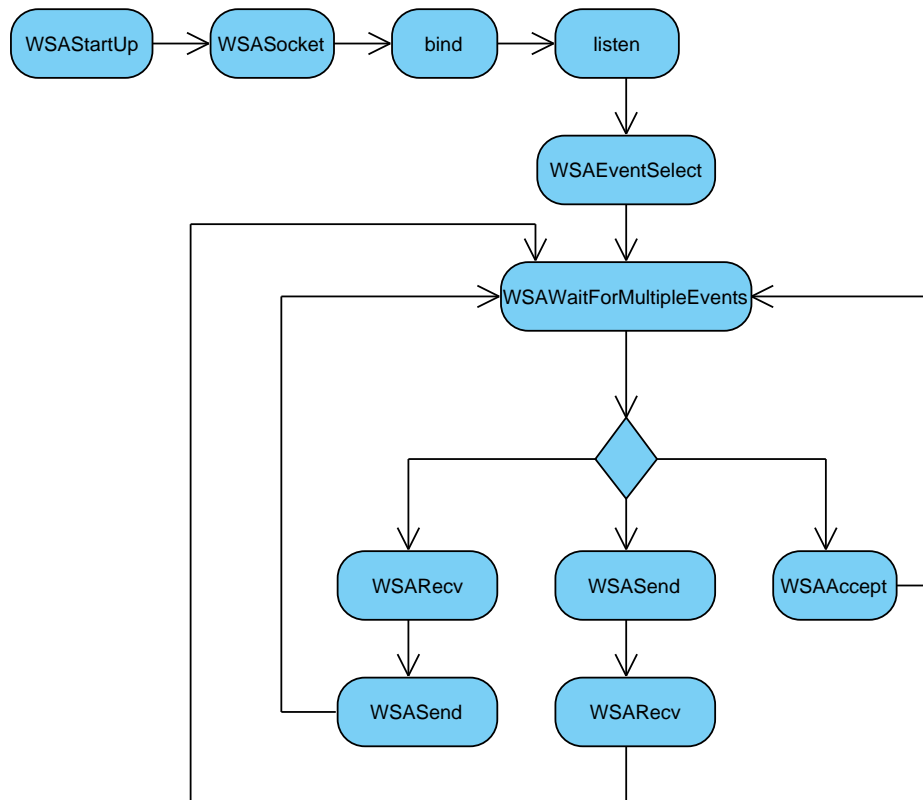 WSAStartUp
WSASocket
bind
listen
WSAEventSelect
WSAWaitForMultipleEvents
WSARecv
WSASend
WSAAccept
WSASend
WSARecv